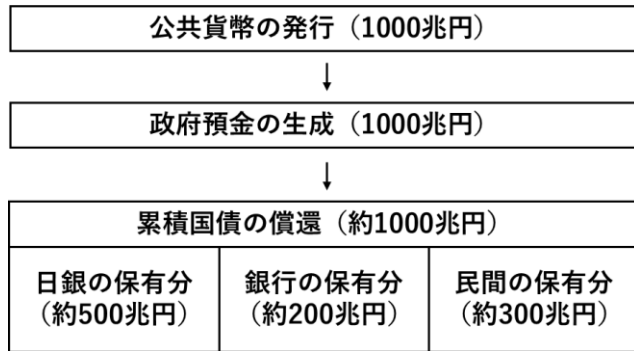 公共貨幣の発行（1000兆円）
↓
政府預金の生成（1000兆円）
↓
累積国債の償還（約1000兆円）
日銀の保有分
（約500兆円）
銀行の保有分
（約200兆円）
民間の保有分
（約300兆円）